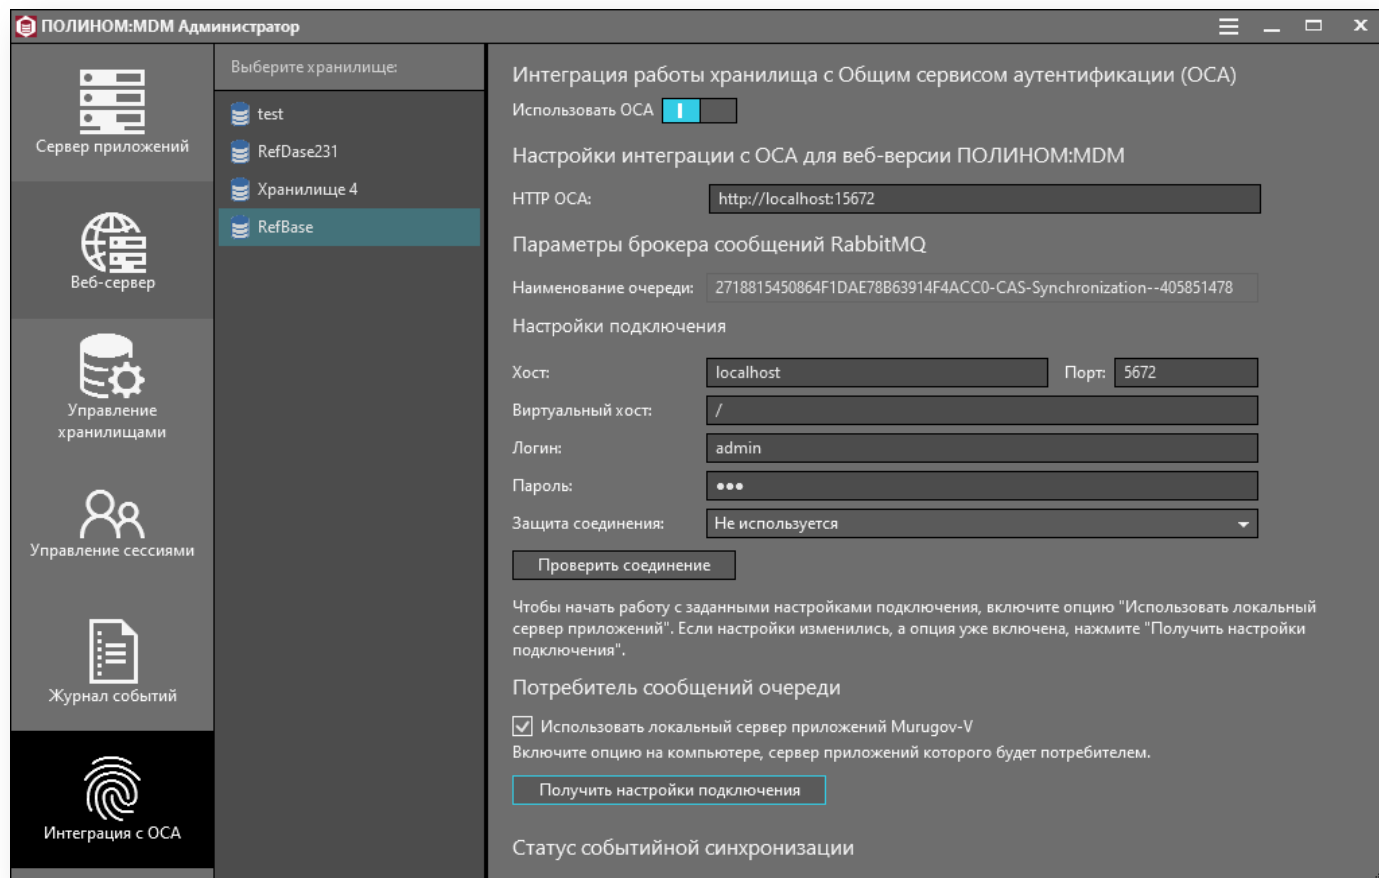 ПОЛИНОМ:MDM Администратор
Сервер приложений
Веб-сервер
Управление
хранилищами
Управление сессиями
Журнал событий
Интеграция с ОСА
Выберите хранилище:
test
RefDase231
Хранилище 4
RefBase
Интеграция работы хранилища с Общим сервисом аутентификации (ОСА)
Использовать ОСА
Настройки интеграции с ОСА для веб-версии ПОЛИНОМ:MDM
HTTP ОСА: http://localhost:15672
Параметры брокера сообщений RabbitMQ
Наименование очереди: 2718815450864F1DAE78B63914F4ACC0-CAS-Synchronization--405851478
Настройки подключения
Хост: localhost Порт: 5672
Виртуальный хост: /
Логин: admin
Пароль: •••
Защита соединения: Не используется
Проверить соединение
Чтобы начать работу с заданными настройками подключения, включите опцию "Использовать локальный
сервер приложений". Если настройки изменились, а опция уже включена, нажмите "Получить настройки
подключения".
Потребитель сообщений очереди
Использовать локальный сервер приложений Murugov-V
Включите опцию на компьютере, сервер приложений которого будет потребителем.
Получить настройки подключения
Статус событийной синхронизации